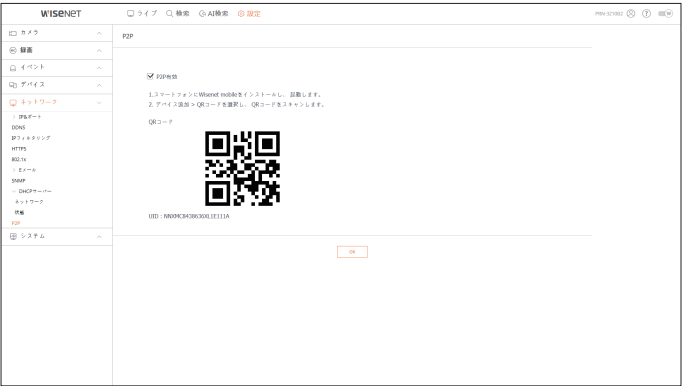 WISENET
ライブ 検索 AI検索 設定
カメラ
P2P
録画
イベント
P2P有効
デバイス
1.スマートフォンにWisenet mobileをインストールし、 起動します。
ネットワーク
2. デバイス追加 > QRコードを選択し、 QRコードをスキャンします。
IP&ポート
QRコード
DDNS
IPフィルタリング
HTTPS
802.1x
Eメール
SNMP
DHCPサーバー
ネットワーク
状態
UID : NNXMC8438636XL1E111A
P2P
システム
OK